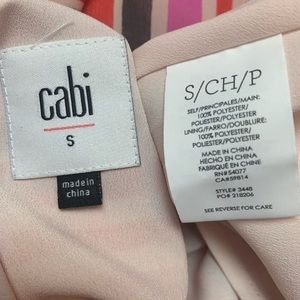 cabi
S
made in
china
S/CH/P
SELF/PRINCIPALES/MAIN:
100% POLYESTER/
POLIESTER/POLYESTER
LINING/FARRO/DOUBLURE:
100% POLYESTER/
POLIESTER/POLYESTER
MADE IN CHINA
HECHO EN CHINA
FABRIQUÉ EN CHINE
RN#54077
CA#59814
STYLE# 3448
PO# 218206
SEE REVERSE FOR CARE